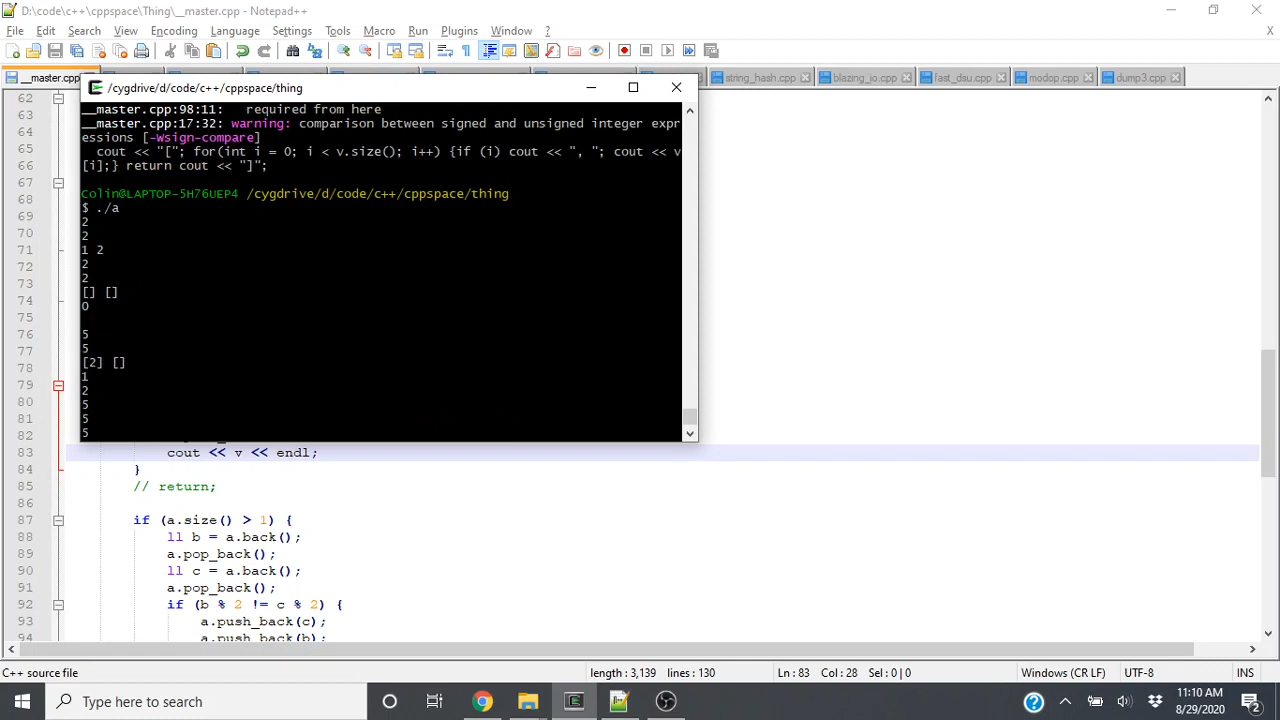 D:\code\c++\cppspace\Thing\__master.cpp - Notepad++
File Edit Search View Encoding Language Settings Tools Macro Run Plugins Window ?
X
__master.cpp string_hash.cpp blazing_io.cpp fast_dsu.cpp modop.cpp dump3.cpp
/cygdrive/d/code/c++/cppspace/thing
__master.cpp:98:11:   required from here
__master.cpp:17:32: warning: comparison between signed and unsigned integer expr
essions [-Wsign-compare]
  cout << "["; for(int i = 0; i < v.size(); i++) {if (i) cout << ", "; cout << v
[i];} return cout << "]";
Colin@LAPTOP-5H76UEP4 /cygdrive/d/code/c++/cppspace/thing
$ ./a
2
2
1 2
2
2
[] []
0
5
5
[2] []
1
2
5
5
5
62
63
64
65
66
67
68
69
70
71
72
73
74
75
76
77
78
79
80
81
82
83 cout << v << endl;
84 }
85 // return;
86
87 if (a.size() > 1) {
88 ll b = a.back();
89 a.pop_back();
90 ll c = a.back();
91 a.pop_back();
92 if (b % 2 != c % 2) {
93 a.push_back(c);
94 a.push_back(b);
C++ source file length : 3,139 lines : 130 Ln : 83 Col : 28 Sel : 0 | 0 Windows (CR LF) UTF-8 INS
Type here to search
11:10 AM
8/29/2020
2